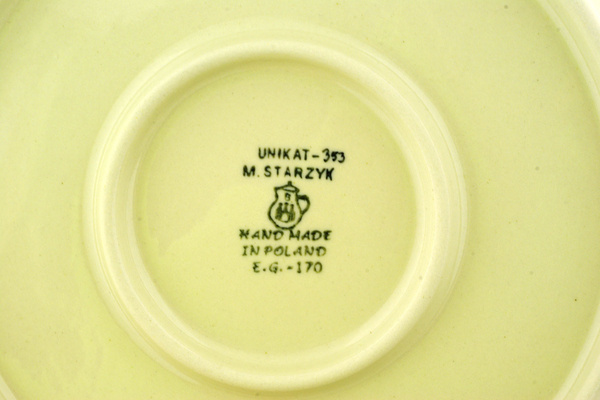 UNIKAT-353
M. STARZYK
HAND MADE
IN POLAND
E.G.-170